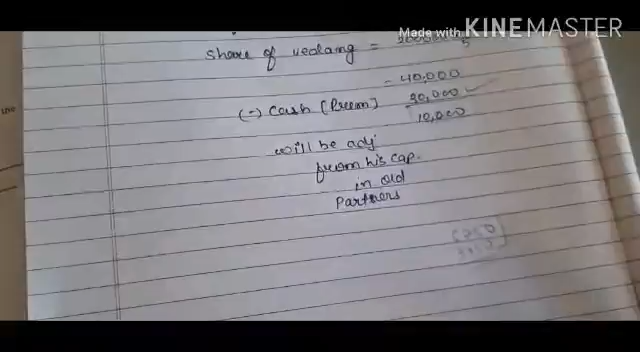 Made with KINEMASTER
Share of vedang =
= 40,000
(-) Cash [Prem] 30,000
10,000
will be adj
from his cap.
in old
Partners